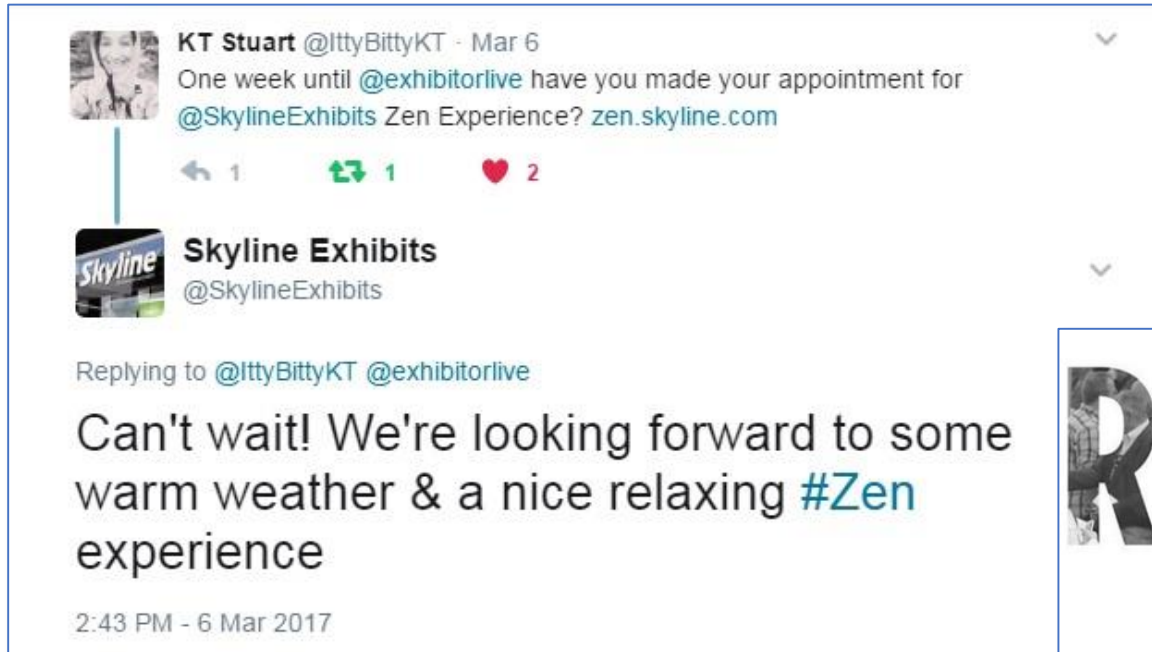 KT Stuart @IttyBittyKT · Mar 6
One week until @exhibitorlive have you made your appointment for
@SkylineExhibits Zen Experience? zen.skyline.com
1 1 2
Skyline
Skyline Exhibits
@SkylineExhibits
Replying to @IttyBittyKT @exhibitorlive
Can't wait! We're looking forward to some
warm weather & a nice relaxing #Zen
experience
2:43 PM - 6 Mar 2017
R